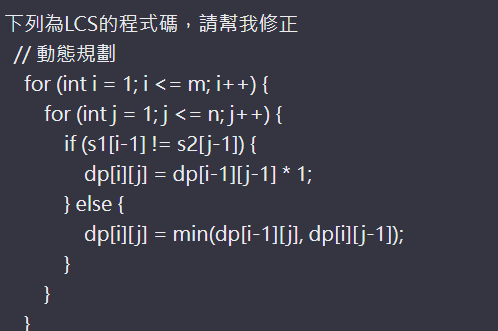 下列為LCS的程式碼，請幫我修正
// 動態規劃
for (int i = 1; i <= m; i++) {
for (int j = 1; j <= n; j++) {
if (s1[i-1] != s2[j-1]) {
dp[i][j] = dp[i-1][j-1] * 1;
} else {
dp[i][j] = min(dp[i-1][j], dp[i][j-1]);
}
}
}